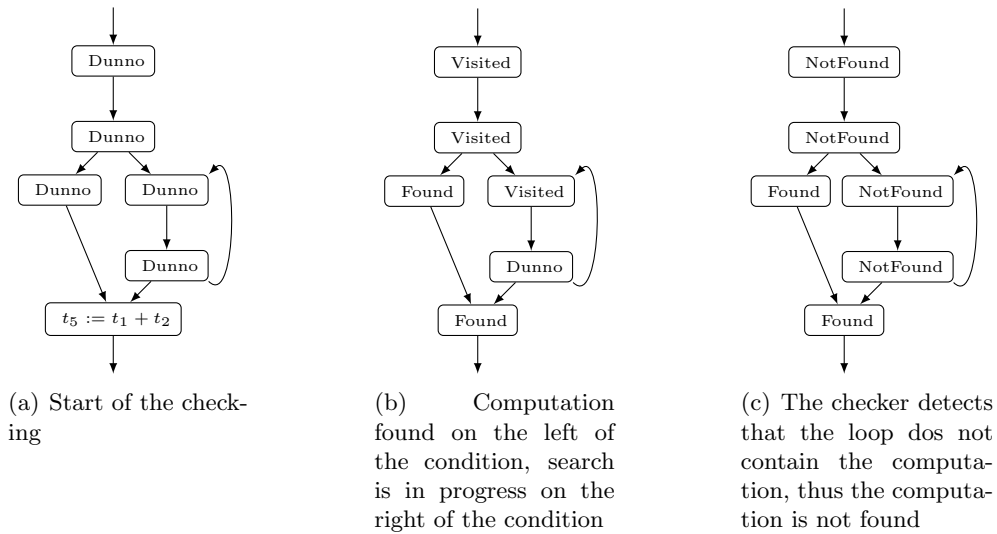 Dunno
Dunno
Dunno Dunno
Dunno
t₅ := t₁ + t₂
(a) Start of the check-
ing
Visited
Visited
Found Visited
Dunno
Found
(b) Computation
found on the left of
the condition, search
is in progress on the
right of the condition
NotFound
NotFound
Found NotFound
NotFound
Found
(c) The checker detects
that the loop dos not
contain the computa-
tion, thus the computa-
tion is not found